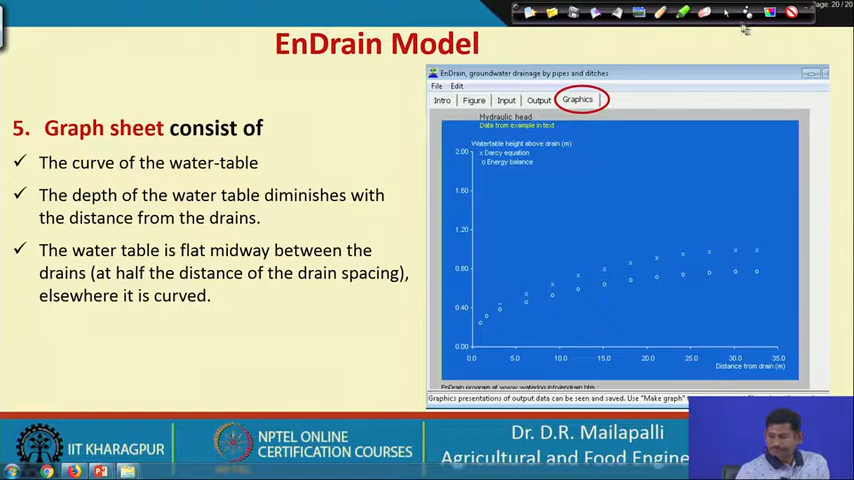 Page: 20 / 20
EnDrain Model
5. Graph sheet consist of
✓ The curve of the water-table
✓ The depth of the water table diminishes with
the distance from the drains.
✓ The water table is flat midway between the
drains (at half the distance of the drain spacing),
elsewhere it is curved.
EnDrain, groundwater drainage by pipes and ditches
File Edit
Intro Figure Input Output Graphics
Hydraulic head
Data from example in text
Watertable height above drain (m)
x Darcy equation
o Energy balance
2.00
1.60
1.20
0.80
0.40
0.00
0.0 5.0 10.0 15.0 20.0 25.0 30.0 35.0
Distance from drain (m)
EnDrain program at www.waterlog.info/endrain.htm
Graphics presentations of output data can be seen and saved. Use "Make graph"
IIT KHARAGPUR
NPTEL ONLINE
CERTIFICATION COURSES
Dr. D.R. Mailapalli
Agricultural and Food Engine